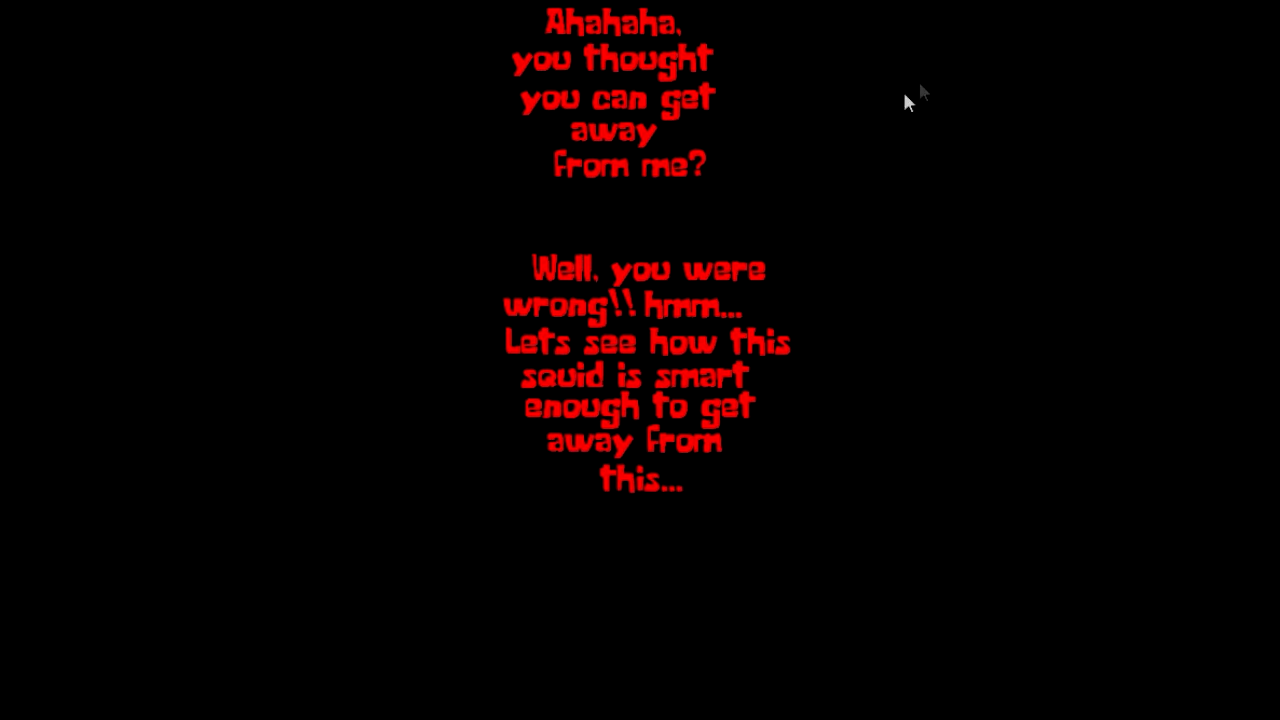 Ahahaha,
you thought
you can get
away
from me?
Well, you were
wrong!! hmm...
Lets see how this
squid is smart
enough to get
away from
this...